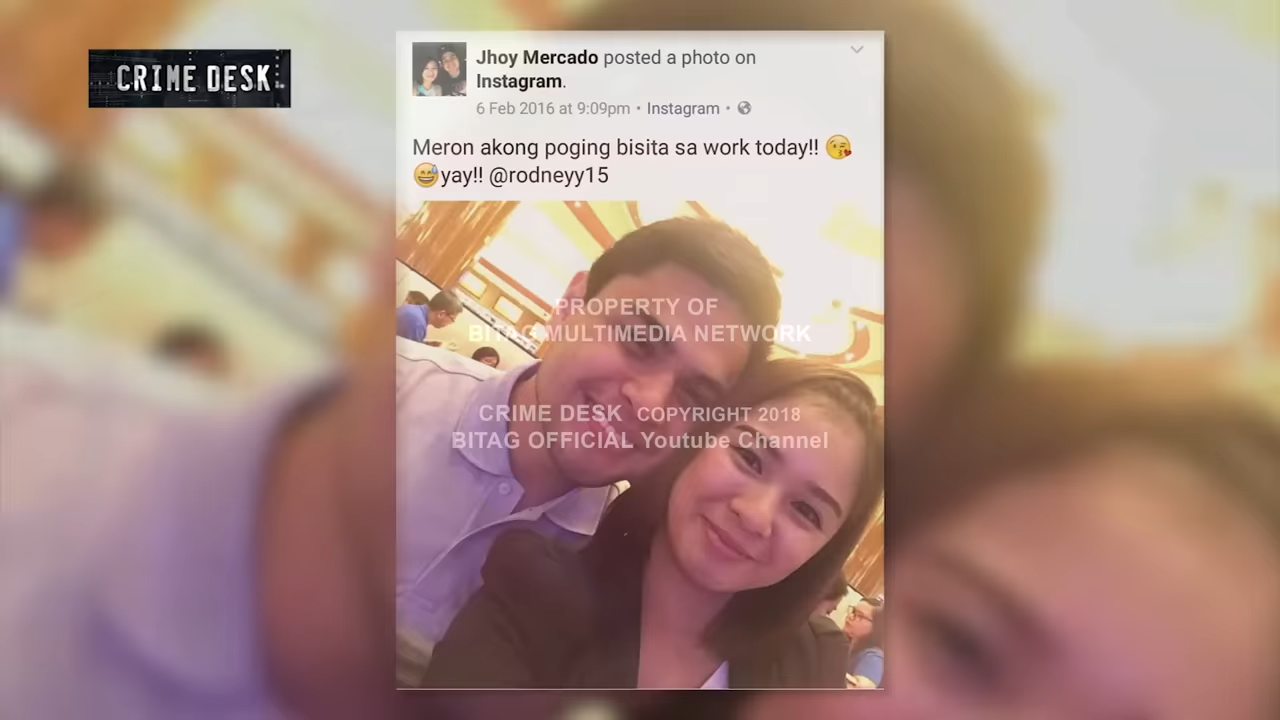 CRIME DESK
Jhoy Mercado posted a photo on
Instagram.
6 Feb 2016 at 9:09pm • Instagram •
Meron akong poging bisita sa work today!! 😘
😅yay!! @rodneyy15
PROPERTY OF
BITAG MULTIMEDIA NETWORK
CRIME DESK COPYRIGHT 2018
BITAG OFFICIAL Youtube Channel